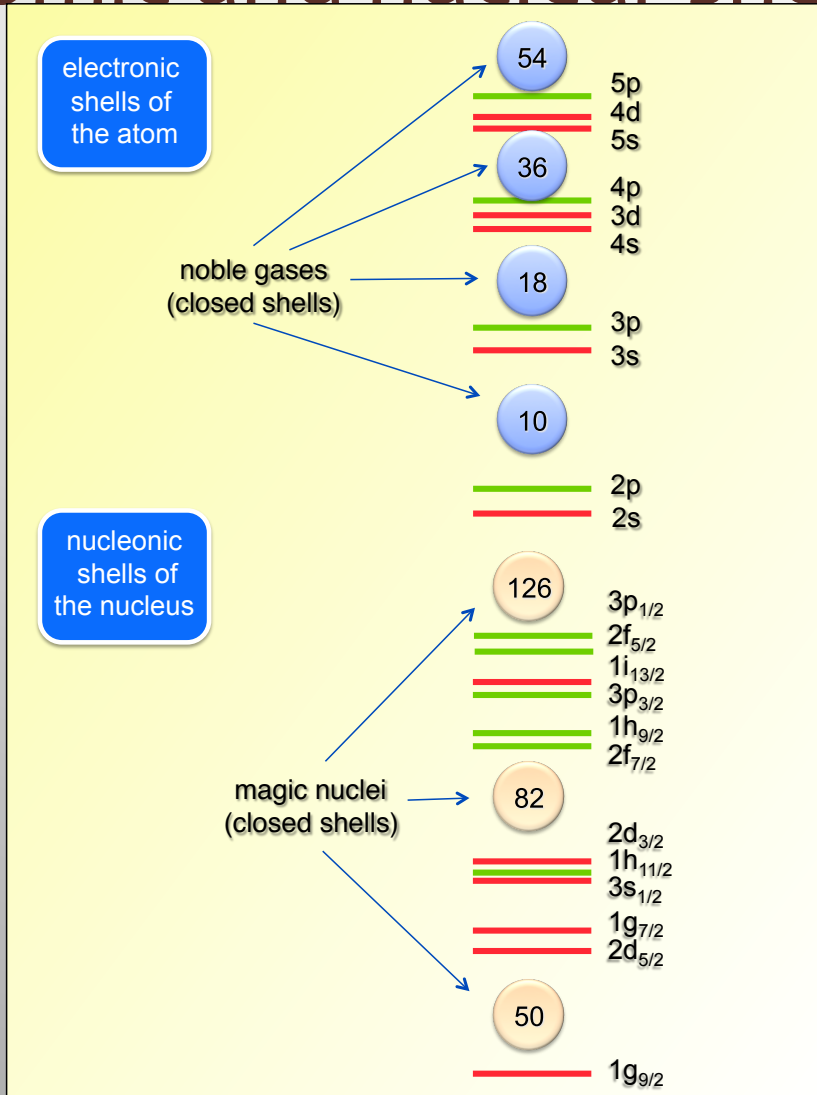 electronic
shells of
the atom
54
5p
4d
5s
36
4p
3d
4s
noble gases
(closed shells)
18
3p
3s
10
2p
2s
nucleonic
shells of
the nucleus
126
3p1/2
2f5/2
1i13/2
3p3/2
1h9/2
2f7/2
magic nuclei
(closed shells)
82
2d3/2
1h11/2
3s1/2
1g7/2
2d5/2
50
1g9/2